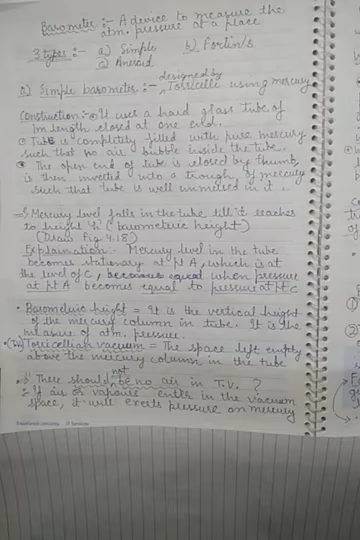 Barometer :- A device to measure the
atm. pressure at a place
3 types :- a) Simple b) Fortin's
c) Aneroid
a) Simple barometer :- designed by Torricelli using mercury
Construction :- • It uses a hard glass tube of
1m length closed at one end.
• Tube is completely filled with pure mercury
such that no air bubble inside the tube.
• The open end of tube is closed by thumb
is then inverted into a trough of mercury
such that tube is well immersed in it.
⇒ Mercury level falls in the tube till it reaches
to height 'h' (barometric height)
(Draw Fig 4.18)
Explanation - Mercury level in the tube
become stationary at pt A, which is at
the level of C, becomes equal when pressure
at pt A becomes equal to pressure at pt C
• Barometric height = It is the vertical height
of the mercury column in tube. It is the
measure of atm. pressure.
• (Tv) Torricellian vacuum = The space left empty
above the mercury column in the tube
• There should not be no air in T.V. ?
If air or vapour enter in the vacuum
space, it will exerts pressure on mercury